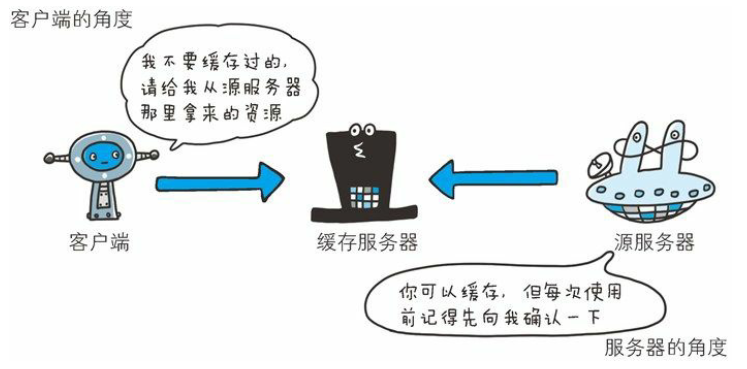 客户端的角度
我不要缓存过的，
请给我从源服务器
那里拿来的资源
客户端
缓存服务器
源服务器
你可以缓存，但每次使用
前记得先向我确认一下
服务器的角度